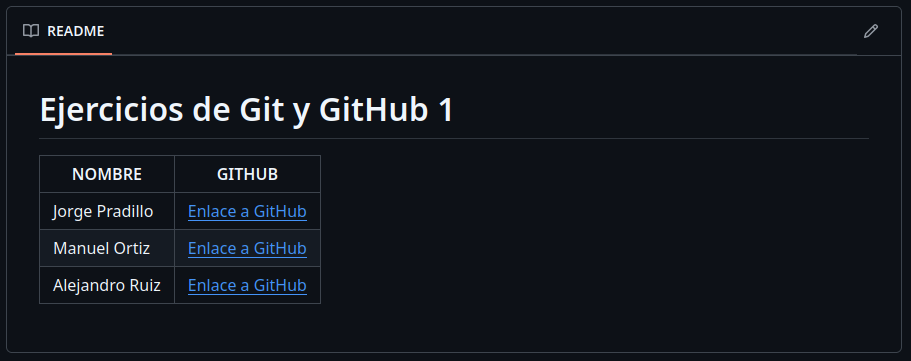 README
Ejercicios de Git y GitHub 1
NOMBRE GITHUB
Jorge Pradillo Enlace a GitHub
Manuel Ortiz Enlace a GitHub
Alejandro Ruiz Enlace a GitHub